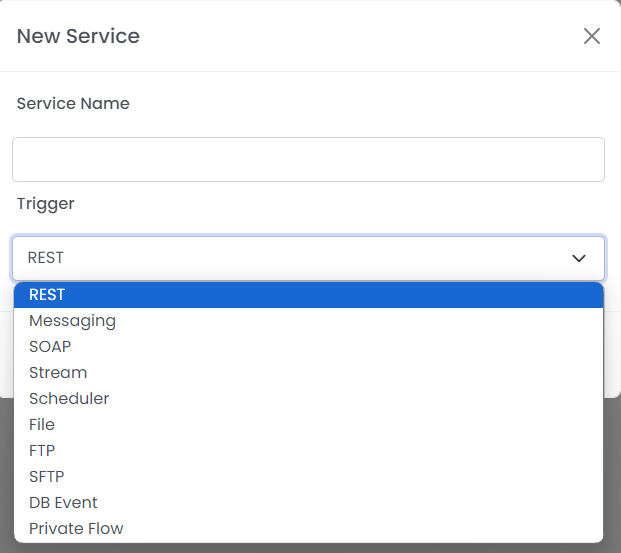 New Service
Service Name
Trigger
REST
REST
Messaging
SOAP
Stream
Scheduler
File
FTP
SFTP
DB Event
Private Flow